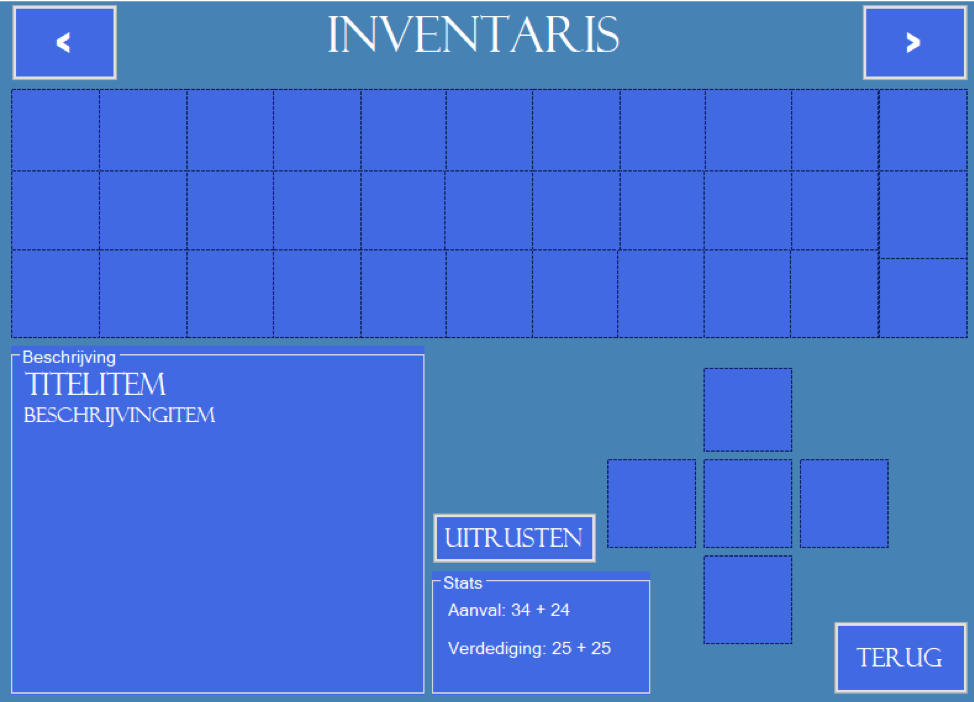 <
INVENTARIS
>
Beschrijving
TITELITEM
BESCHRIJVINGITEM
UITRUSTEN
Stats
Aanval: 34 + 24
Verdediging: 25 + 25
TERUG